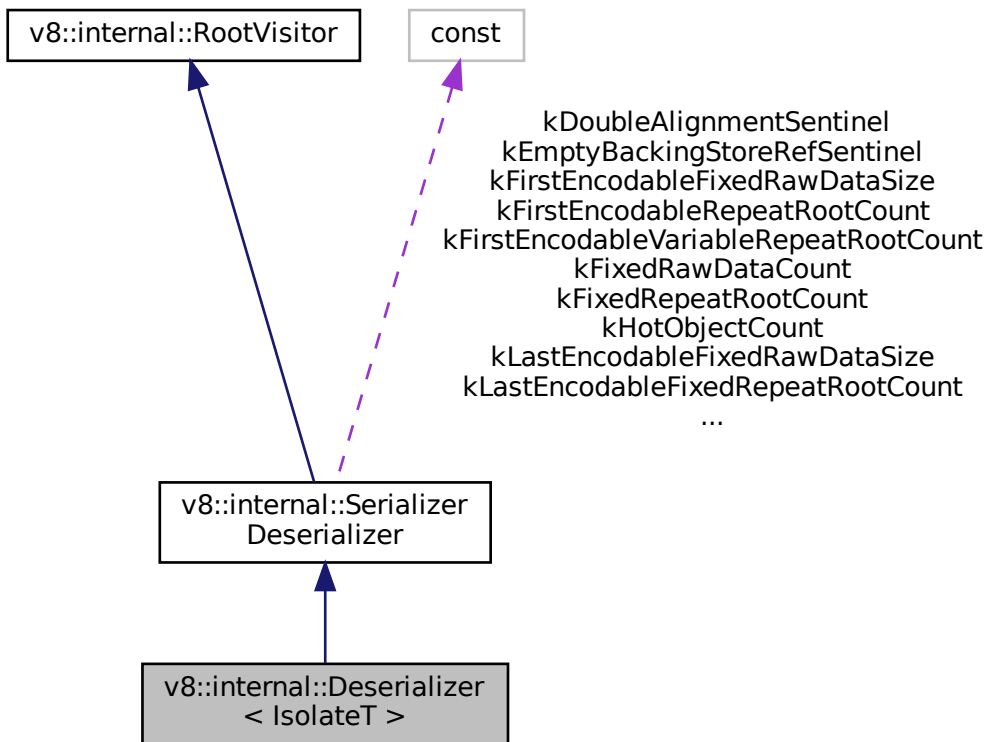 v8::internal::RootVisitor
const
kDoubleAlignmentSentinel
kEmptyBackingStoreRefSentinel
kFirstEncodableFixedRawDataSize
kFirstEncodableRepeatRootCount
kFirstEncodableVariableRepeatRootCount
kFixedRawDataCount
kFixedRepeatRootCount
kHotObjectCount
kLastEncodableFixedRawDataSize
kLastEncodableFixedRepeatRootCount
...
v8::internal::Serializer
Deserializer
v8::internal::Deserializer
< IsolateT >